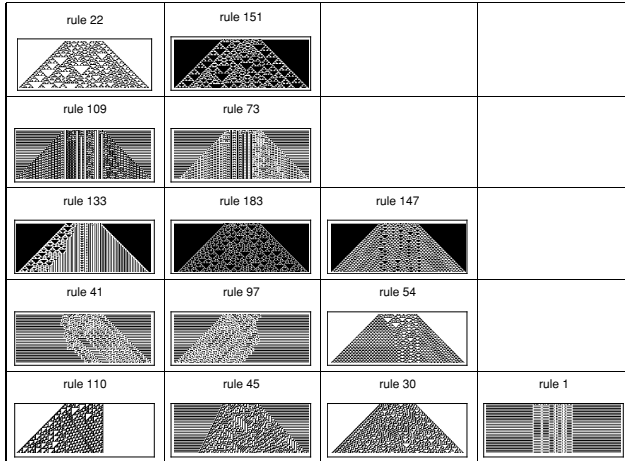 rule 22 rule 151
rule 109 rule 73
rule 133 rule 183 rule 147
rule 41 rule 97 rule 54
rule 110 rule 45 rule 30 rule 1